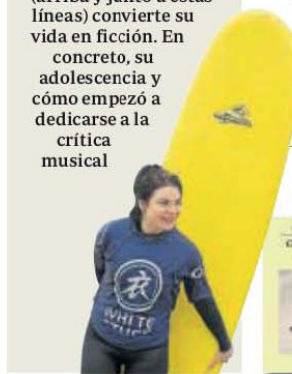 (arriba y junto a estas
líneas) convierte su
vida en ficción. En
concreto, su
adolescencia y
cómo empezó a
dedicarse a la
crítica
musical
WHITE